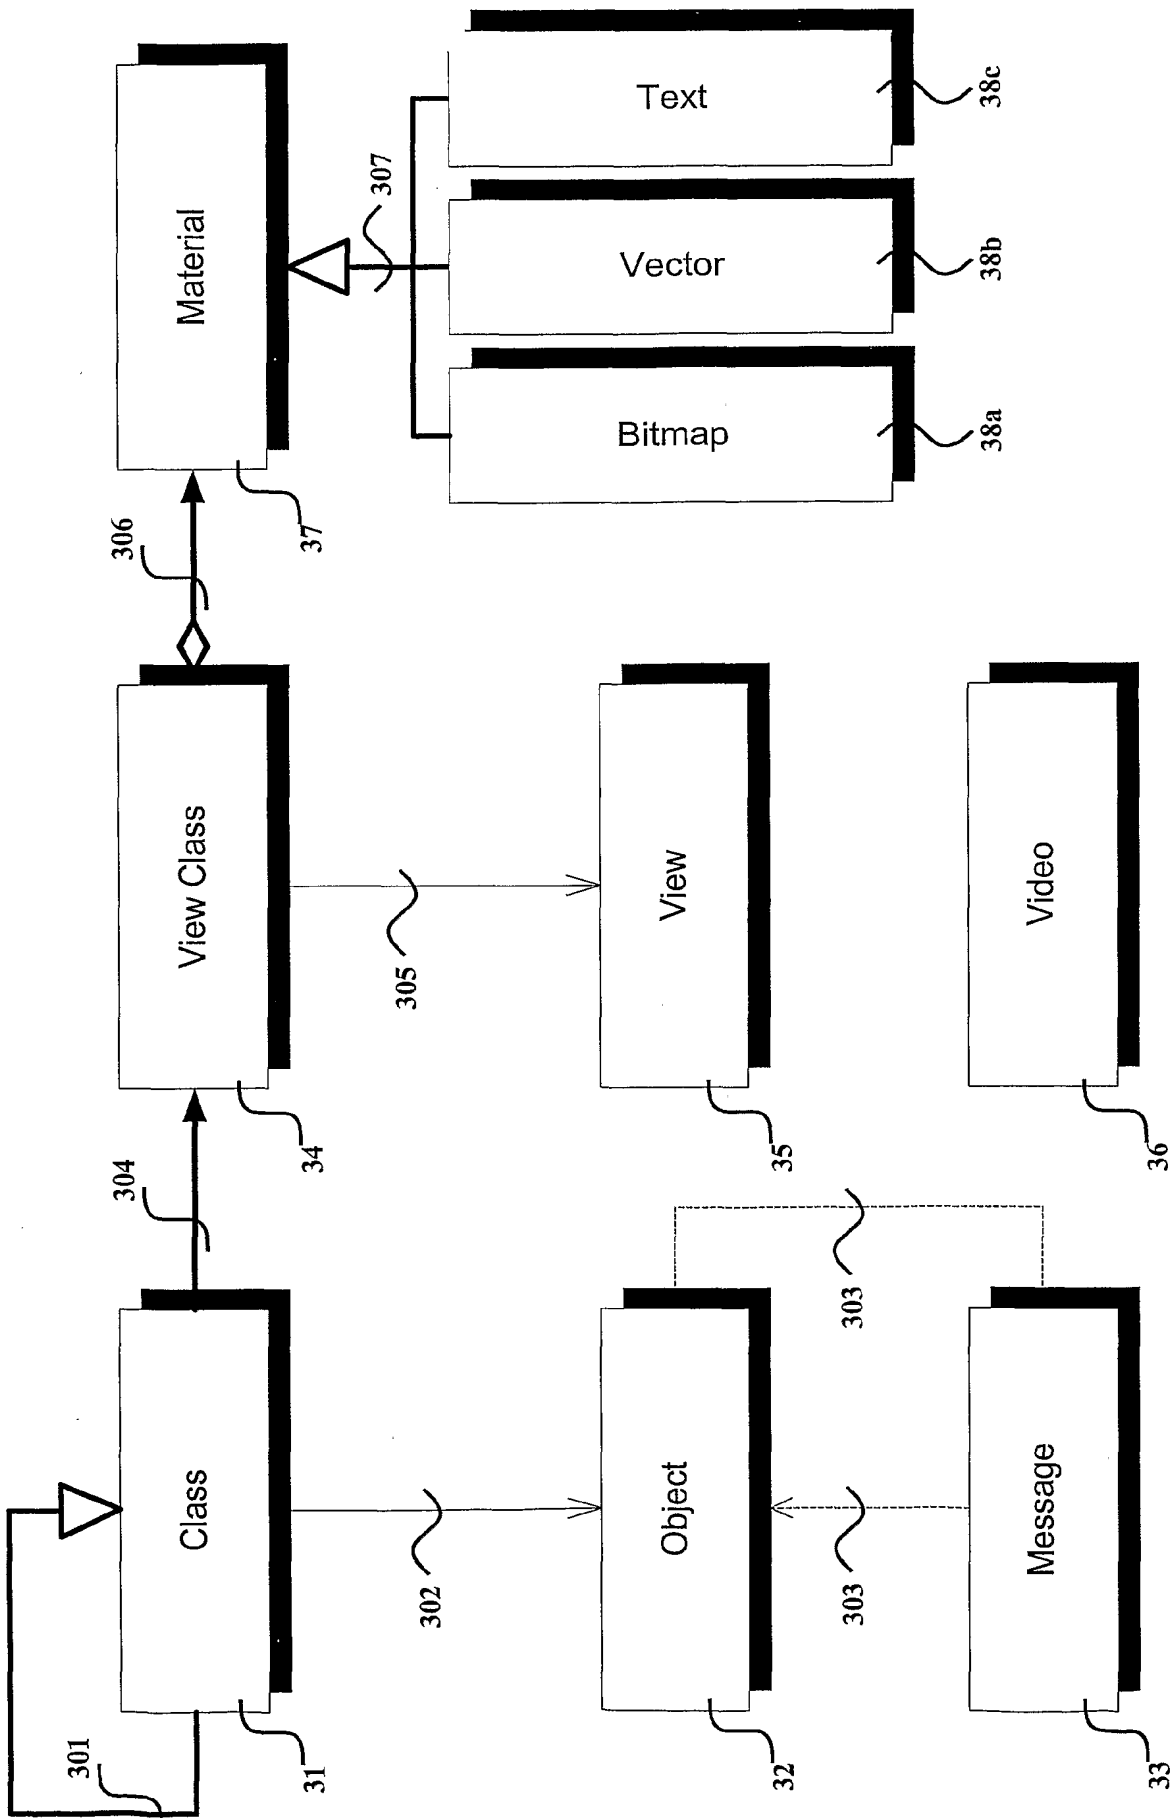 301
304
306
Class
View Class
Material
31
34
37
307
302
305
Object
View
Bitmap
Vector
Text
32
35
303
303
38a
38b
38c
Message
Video
33
36